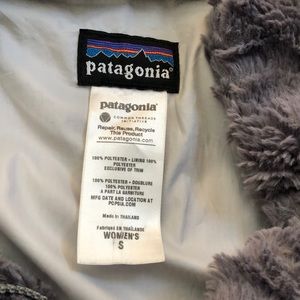 patagonia®
patagonia®
COMMON THREADS
INITIATIVE
Repair, Reuse, Recycle
This Product
www.patagonia.com
100% POLYESTER • LINING 100%
POLYESTER
EXCLUSIVE OF TRIM
100% POLYESTER • DOUBLURE
100% POLYESTER
A PART LA GARNITURE
MFG DATE AND LOCATION AT
Made in THAILAND
Fabriqué EN THAÏLANDE
WOMEN'S
S